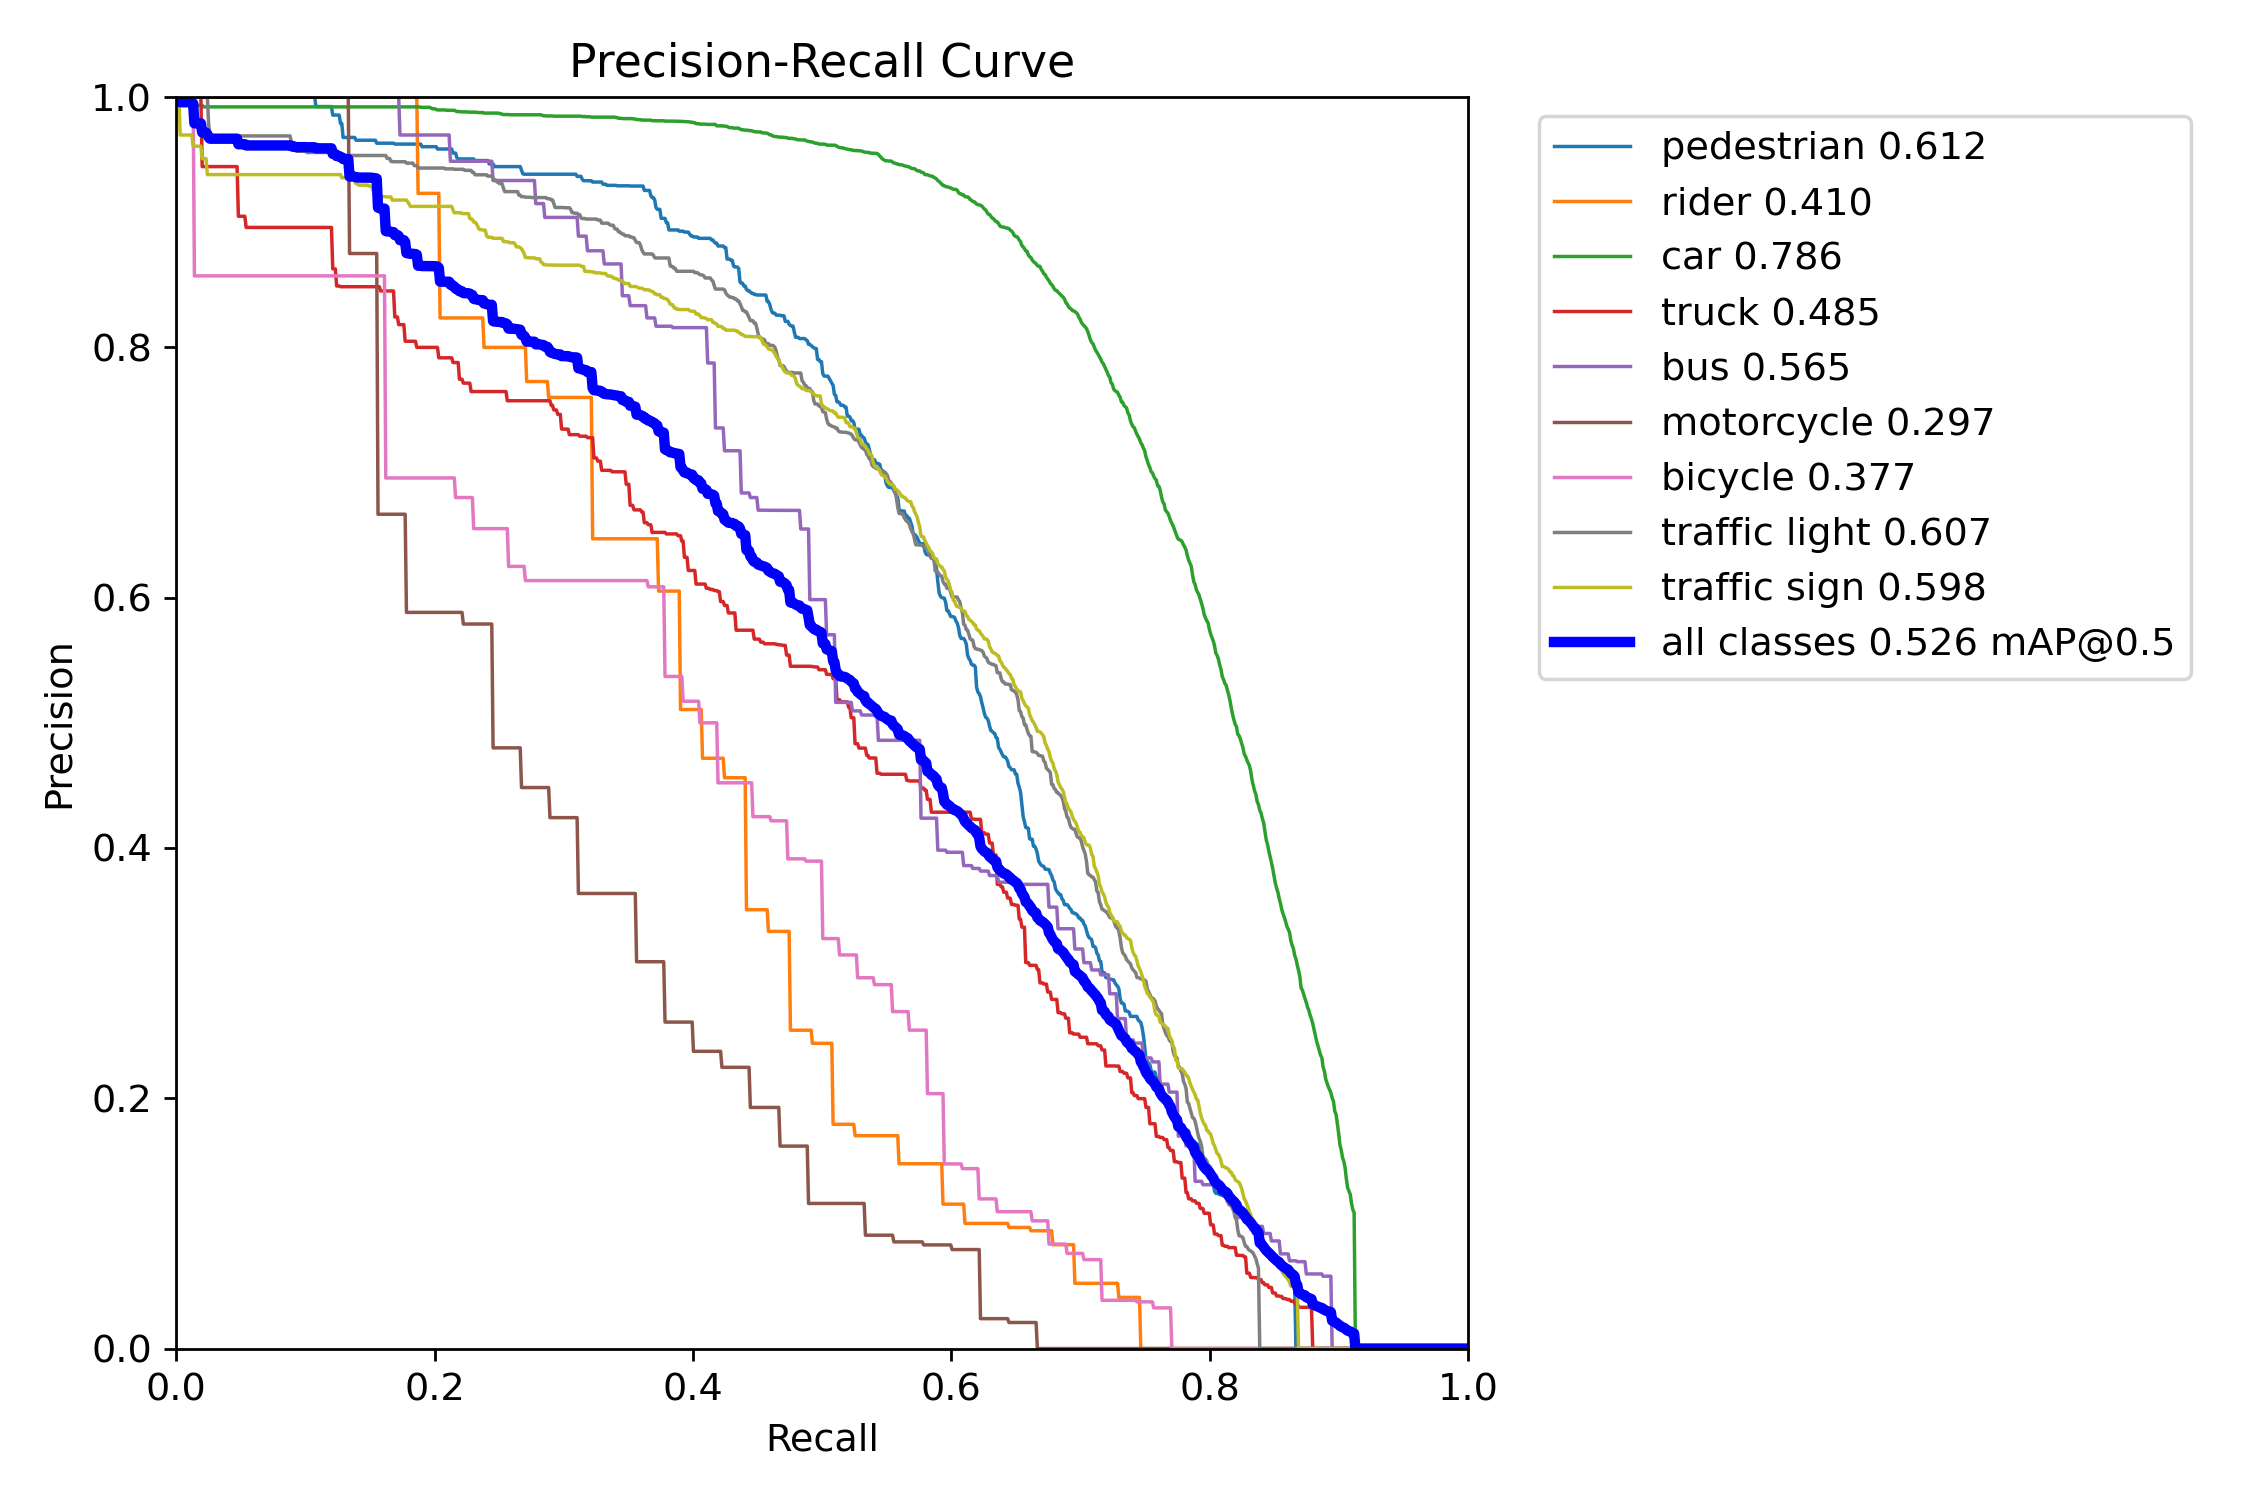 Precision-Recall Curve
1.0
0.8
0.6
0.4
0.2
0.0
Precision
0.0 0.2 0.4 0.6 0.8 1.0
Recall
pedestrian 0.612
rider 0.410
car 0.786
truck 0.485
bus 0.565
motorcycle 0.297
bicycle 0.377
traffic light 0.607
traffic sign 0.598
all classes 0.526 mAP@0.5